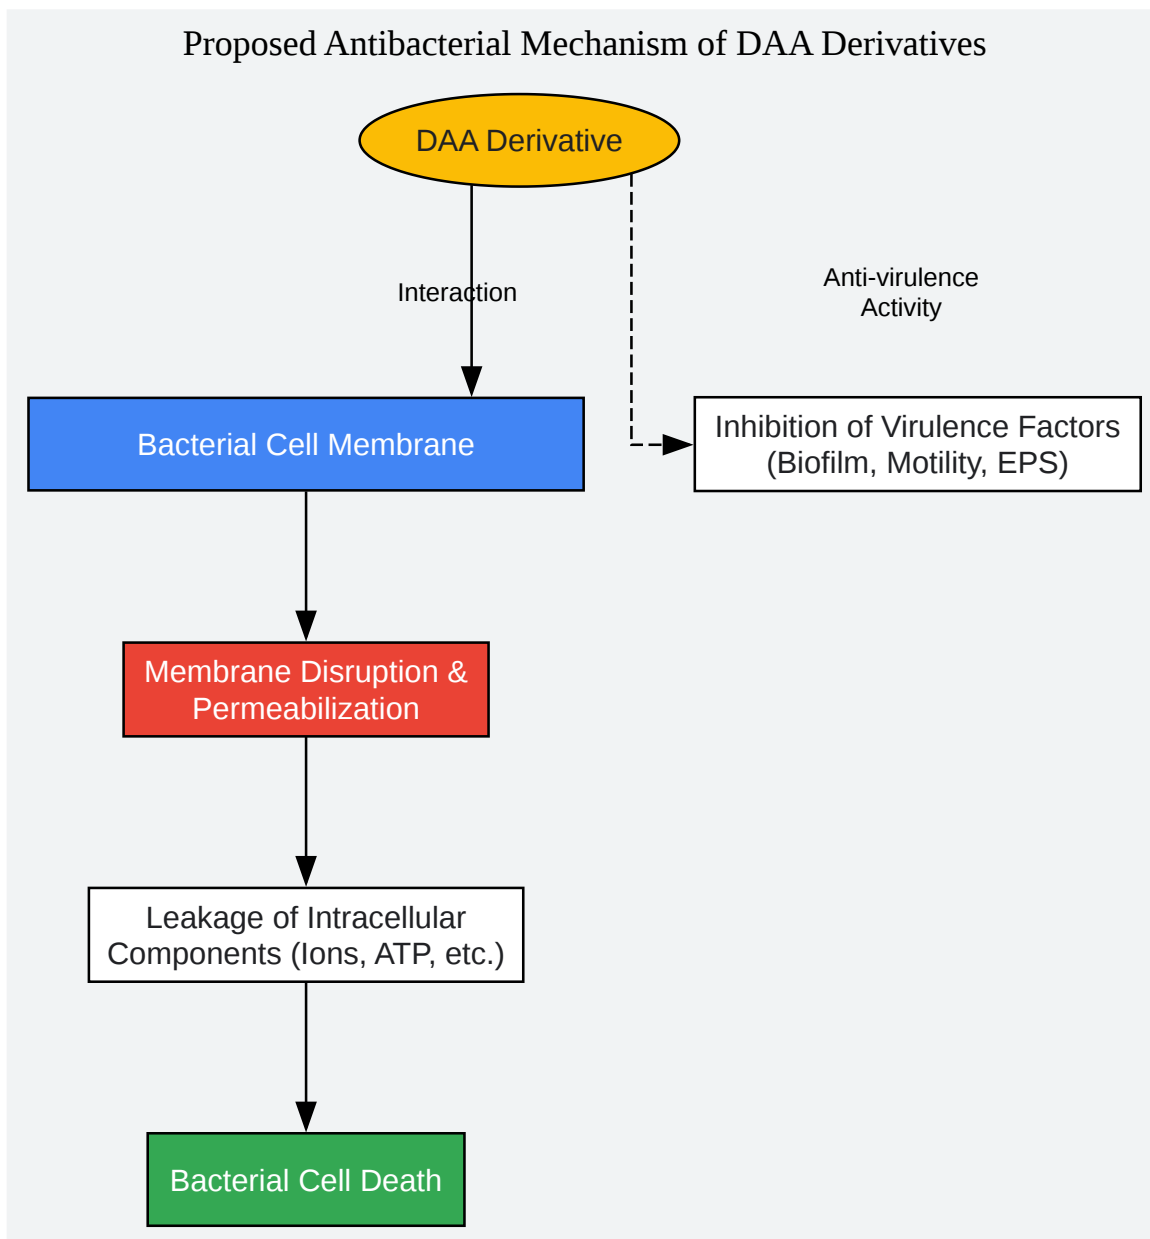 Proposed Antibacterial Mechanism of DAA Derivatives
DAA Derivative
Interaction
Anti-virulence
Activity
Bacterial Cell Membrane
Inhibition of Virulence Factors
(Biofilm, Motility, EPS)
Membrane Disruption &
Permeabilization
Leakage of Intracellular
Components (Ions, ATP, etc.)
Bacterial Cell Death